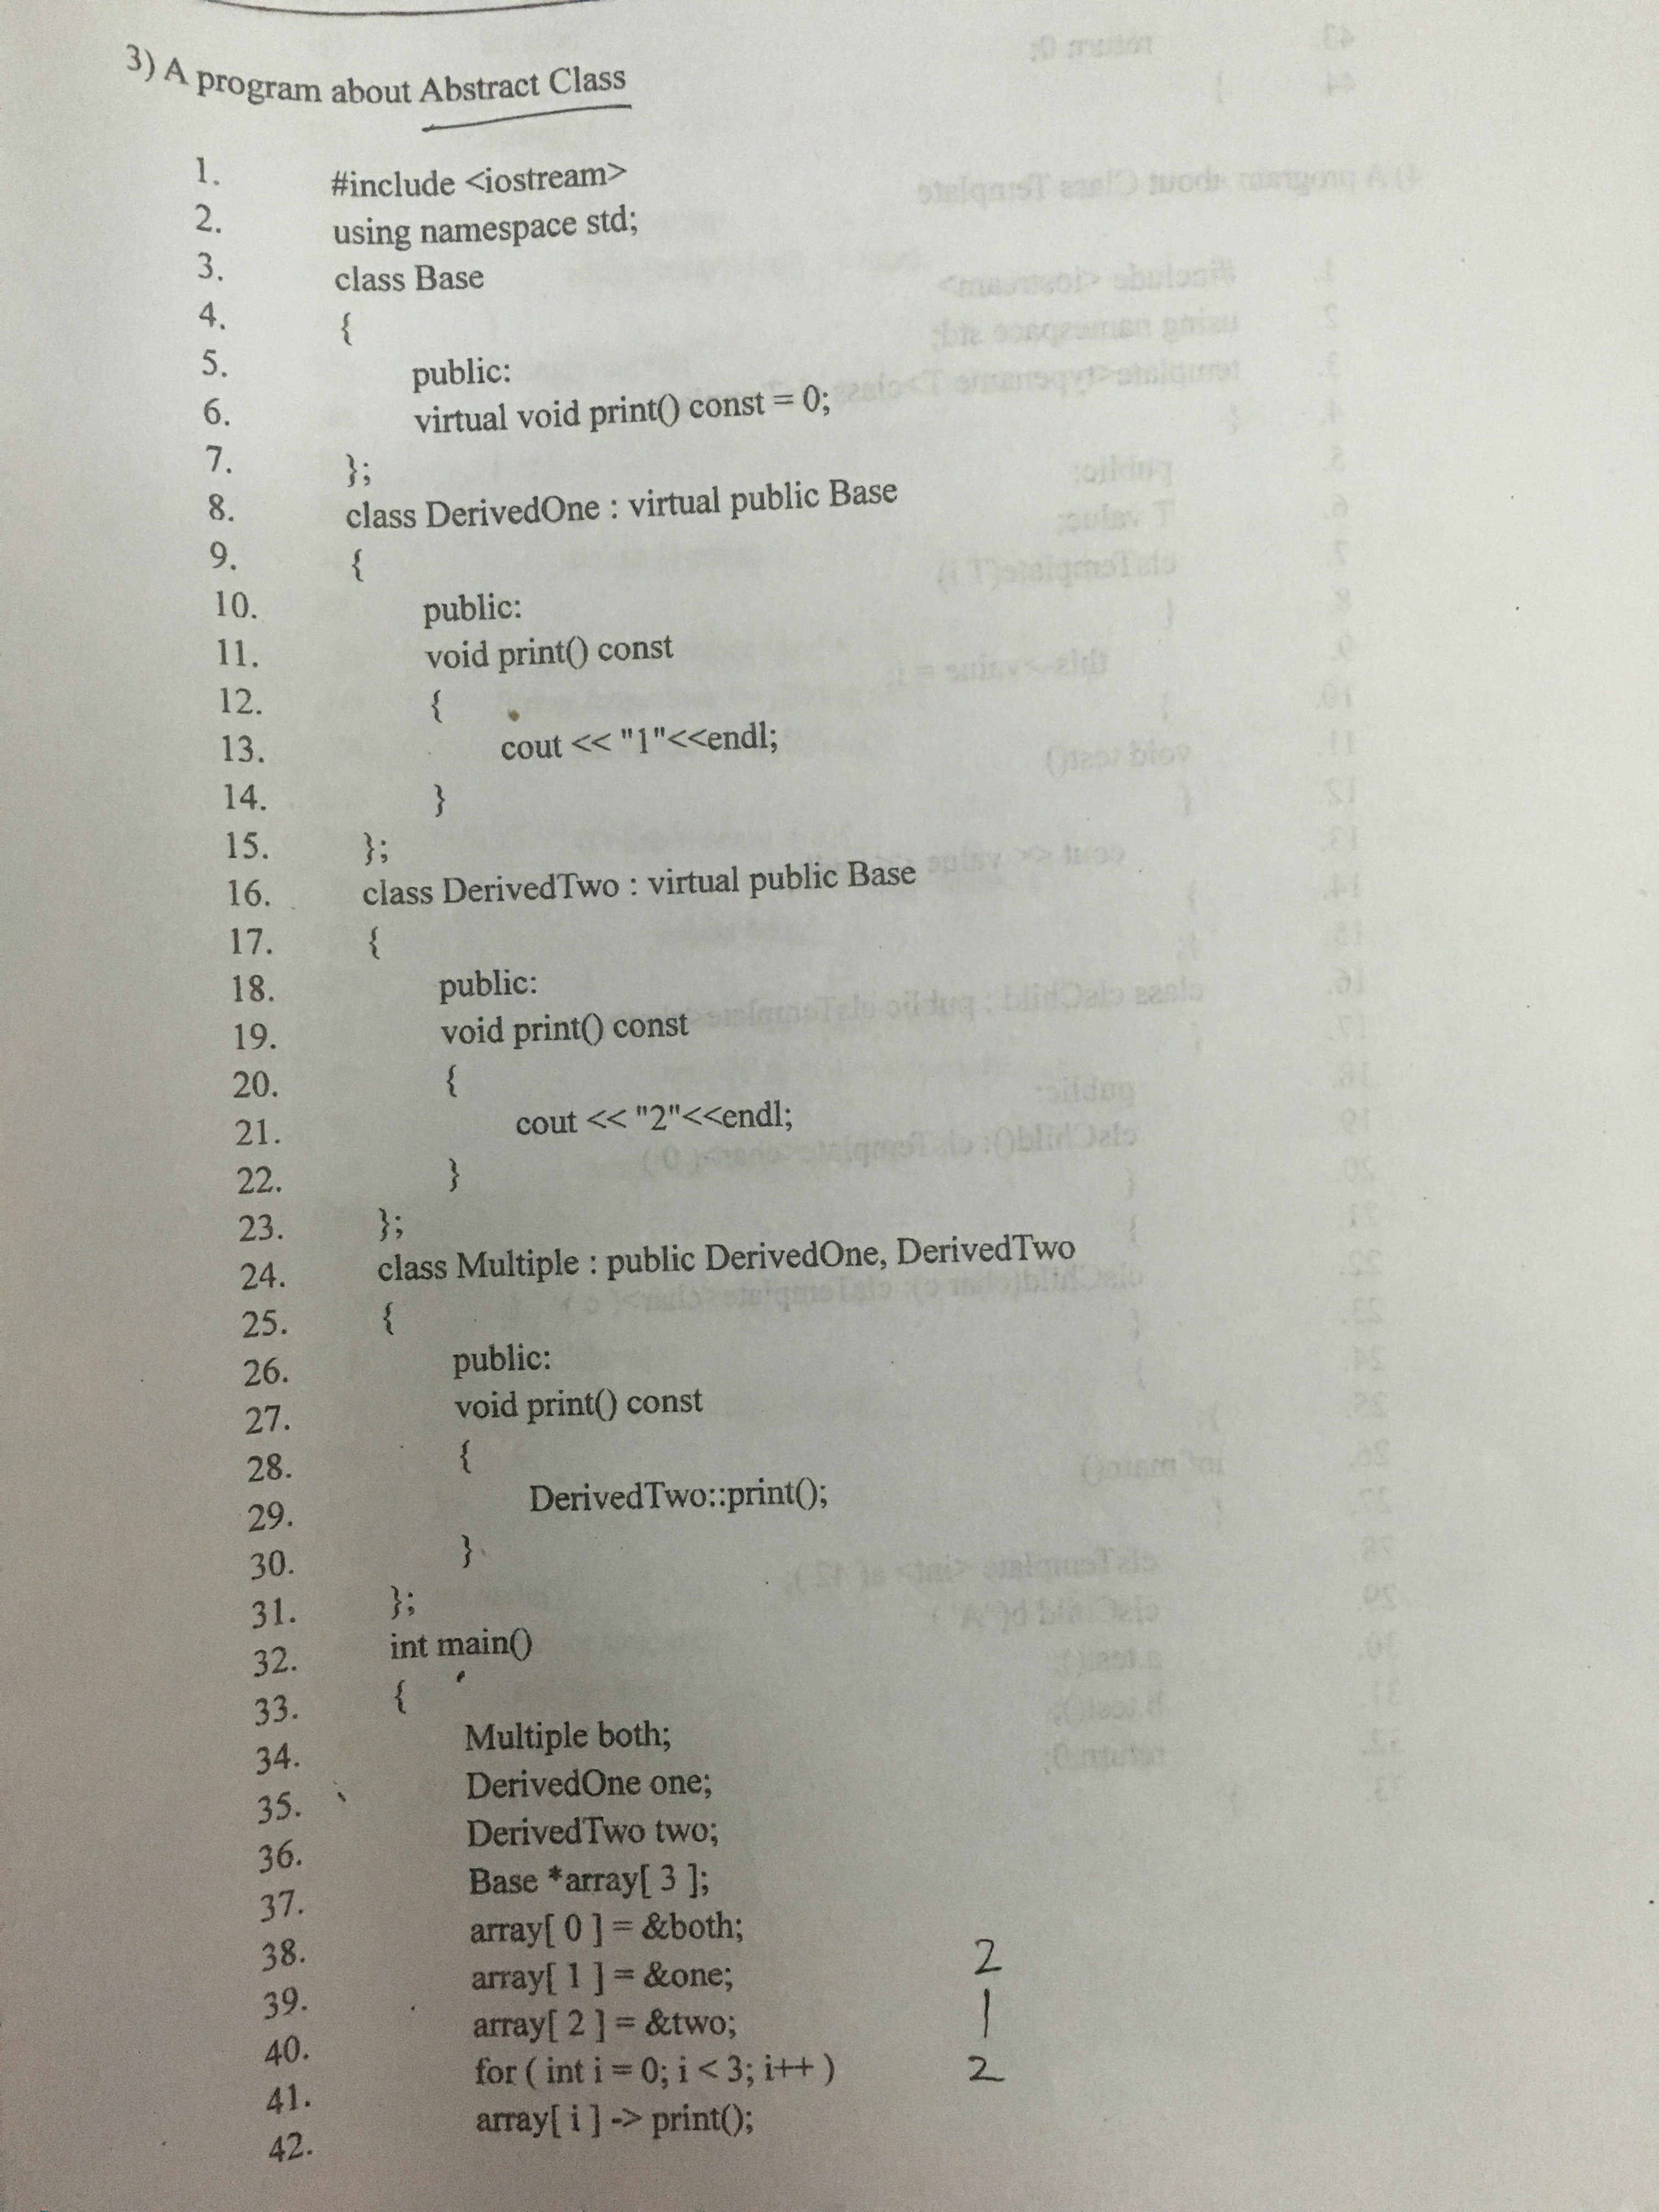 3) A program about Abstract Class
1. #include <iostream>
2. using namespace std;
3. class Base
4. {
5. public:
6. virtual void print() const = 0;
7. };
8. class DerivedOne : virtual public Base
9. {
10. public:
11. void print() const
12. {
13. cout << "1"<<endl;
14. }
15. };
16. class DerivedTwo : virtual public Base
17. {
18. public:
19. void print() const
20. {
21. cout << "2"<<endl;
22. }
23. };
24. class Multiple : public DerivedOne, DerivedTwo
25. {
26. public:
27. void print() const
28. {
29. DerivedTwo::print();
30. }
31. };
32. int main()
33. {
34. Multiple both;
35. DerivedOne one;
36. DerivedTwo two;
37. Base *array[ 3 ];
38. array[ 0 ] = &both;
39. array[ 1 ] = &one; 2
40. array[ 2 ] = &two; 1
41. for ( int i = 0; i < 3; i++ ) 2
42. array[ i ] -> print();